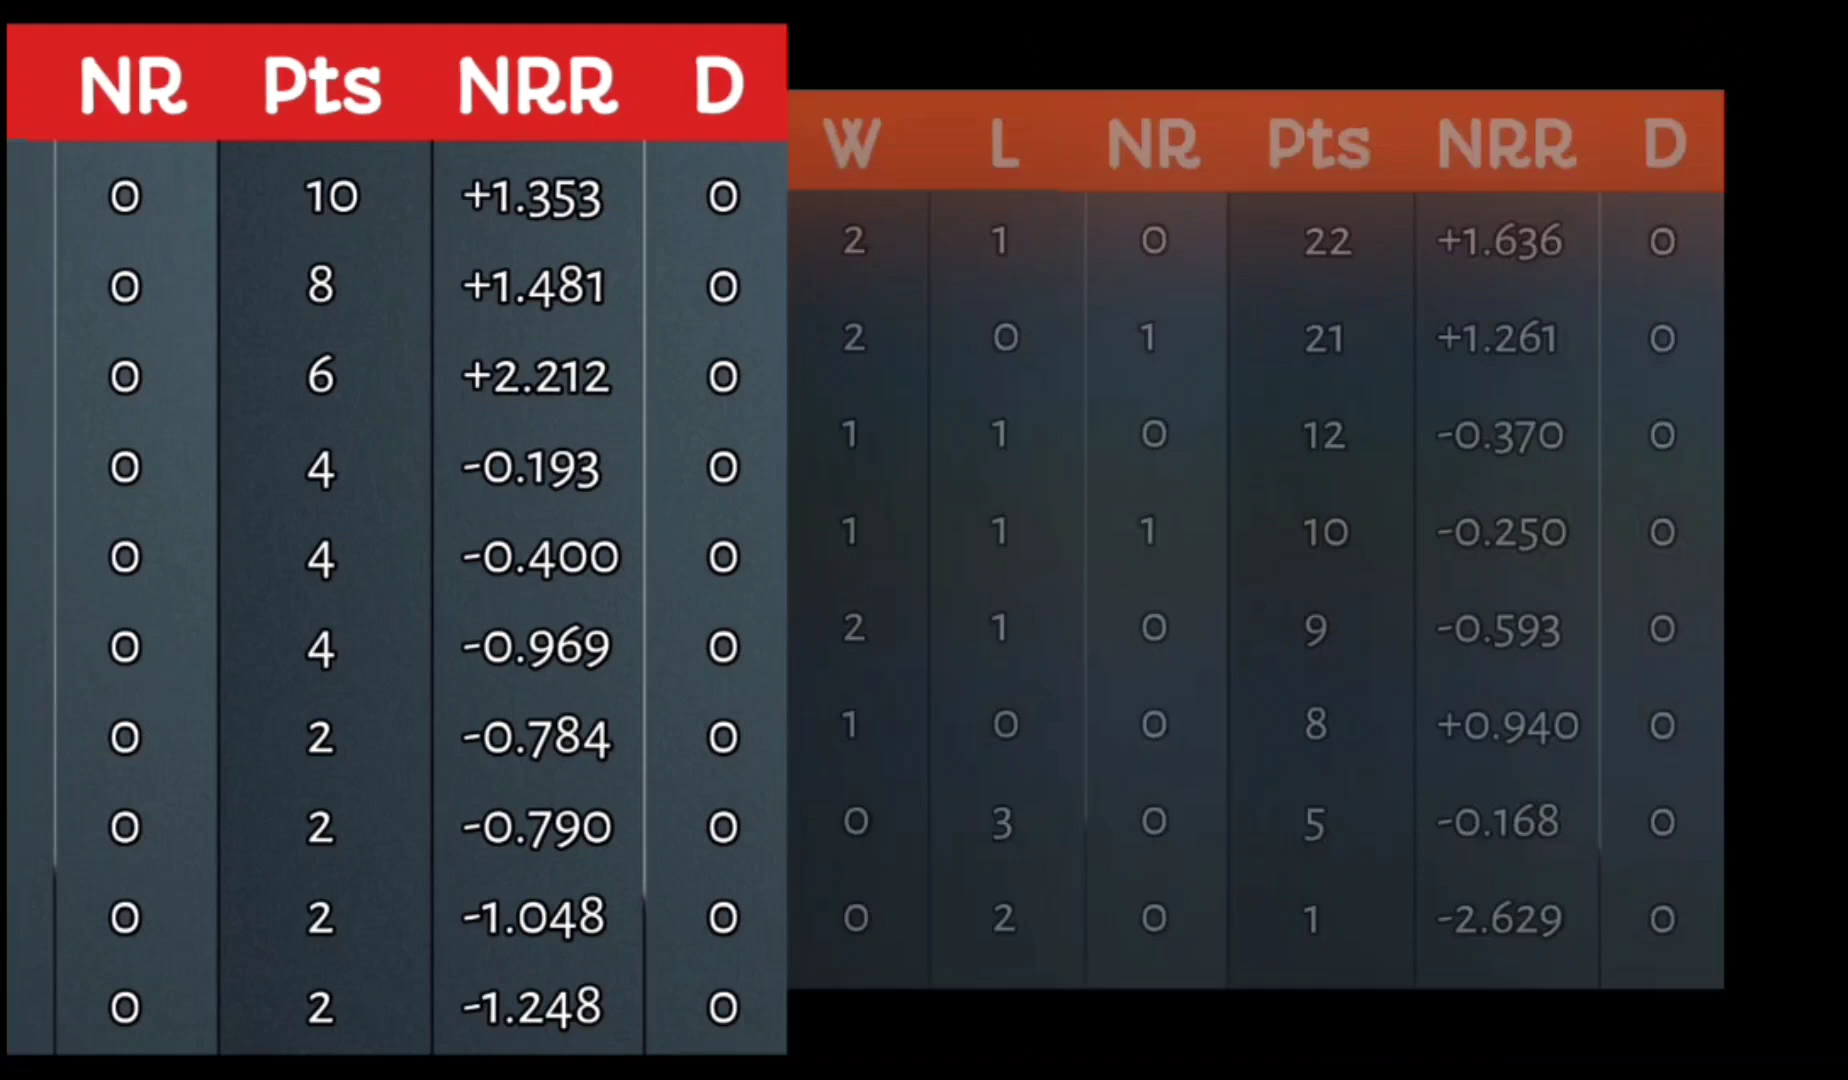 NR Pts NRR D
0 10 +1.353 0
0 8 +1.481 0
0 6 +2.212 0
0 4 -0.193 0
0 4 -0.400 0
0 4 -0.969 0
0 2 -0.784 0
0 2 -0.790 0
0 2 -1.048 0
0 2 -1.248 0
W L NR Pts NRR D
2 1 0 22 +1.636 0
2 0 1 21 +1.261 0
1 1 0 12 -0.370 0
1 1 1 10 -0.250 0
2 1 0 9 -0.593 0
1 0 0 8 +0.940 0
0 3 0 5 -0.168 0
0 2 0 1 -2.629 0